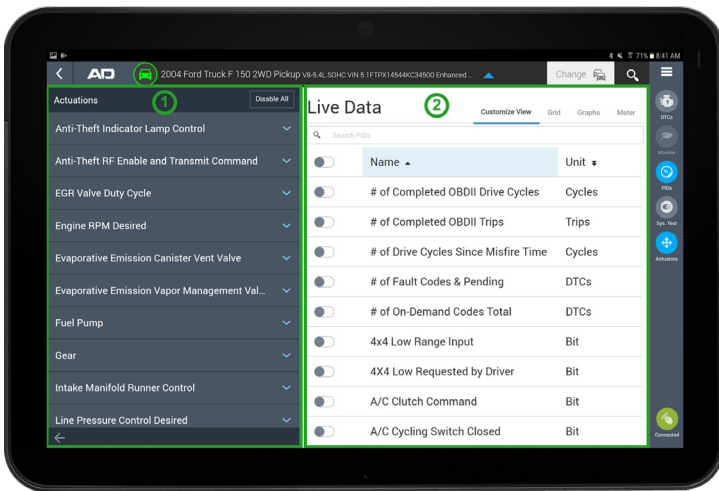 71% 8:41 AM
AD 2004 Ford Truck F 150 2WD Pickup V8-5.4L SOHC VIN 5 1FTPX14544KC34500 Enhanced ... Change
Actuations 1 Disable All
Anti-Theft Indicator Lamp Control
Anti-Theft RF Enable and Transmit Command
EGR Valve Duty Cycle
Engine RPM Desired
Evaporative Emission Canister Vent Valve
Evaporative Emission Vapor Management Val...
Fuel Pump
Gear
Intake Manifold Runner Control
Line Pressure Control Desired
Live Data 2 Customize View Grid Graphs Meter
Search PIDs
Name Unit
# of Completed OBDII Drive Cycles Cycles
# of Completed OBDII Trips Trips
# of Drive Cycles Since Misfire Time Cycles
# of Fault Codes & Pending DTCs
# of On-Demand Codes Total DTCs
4x4 Low Range Input Bit
4X4 Low Requested by Driver Bit
A/C Clutch Command Bit
A/C Cycling Switch Closed Bit
DTCs
Monitor
PIDs
Sys. Test
Actuators
Connected